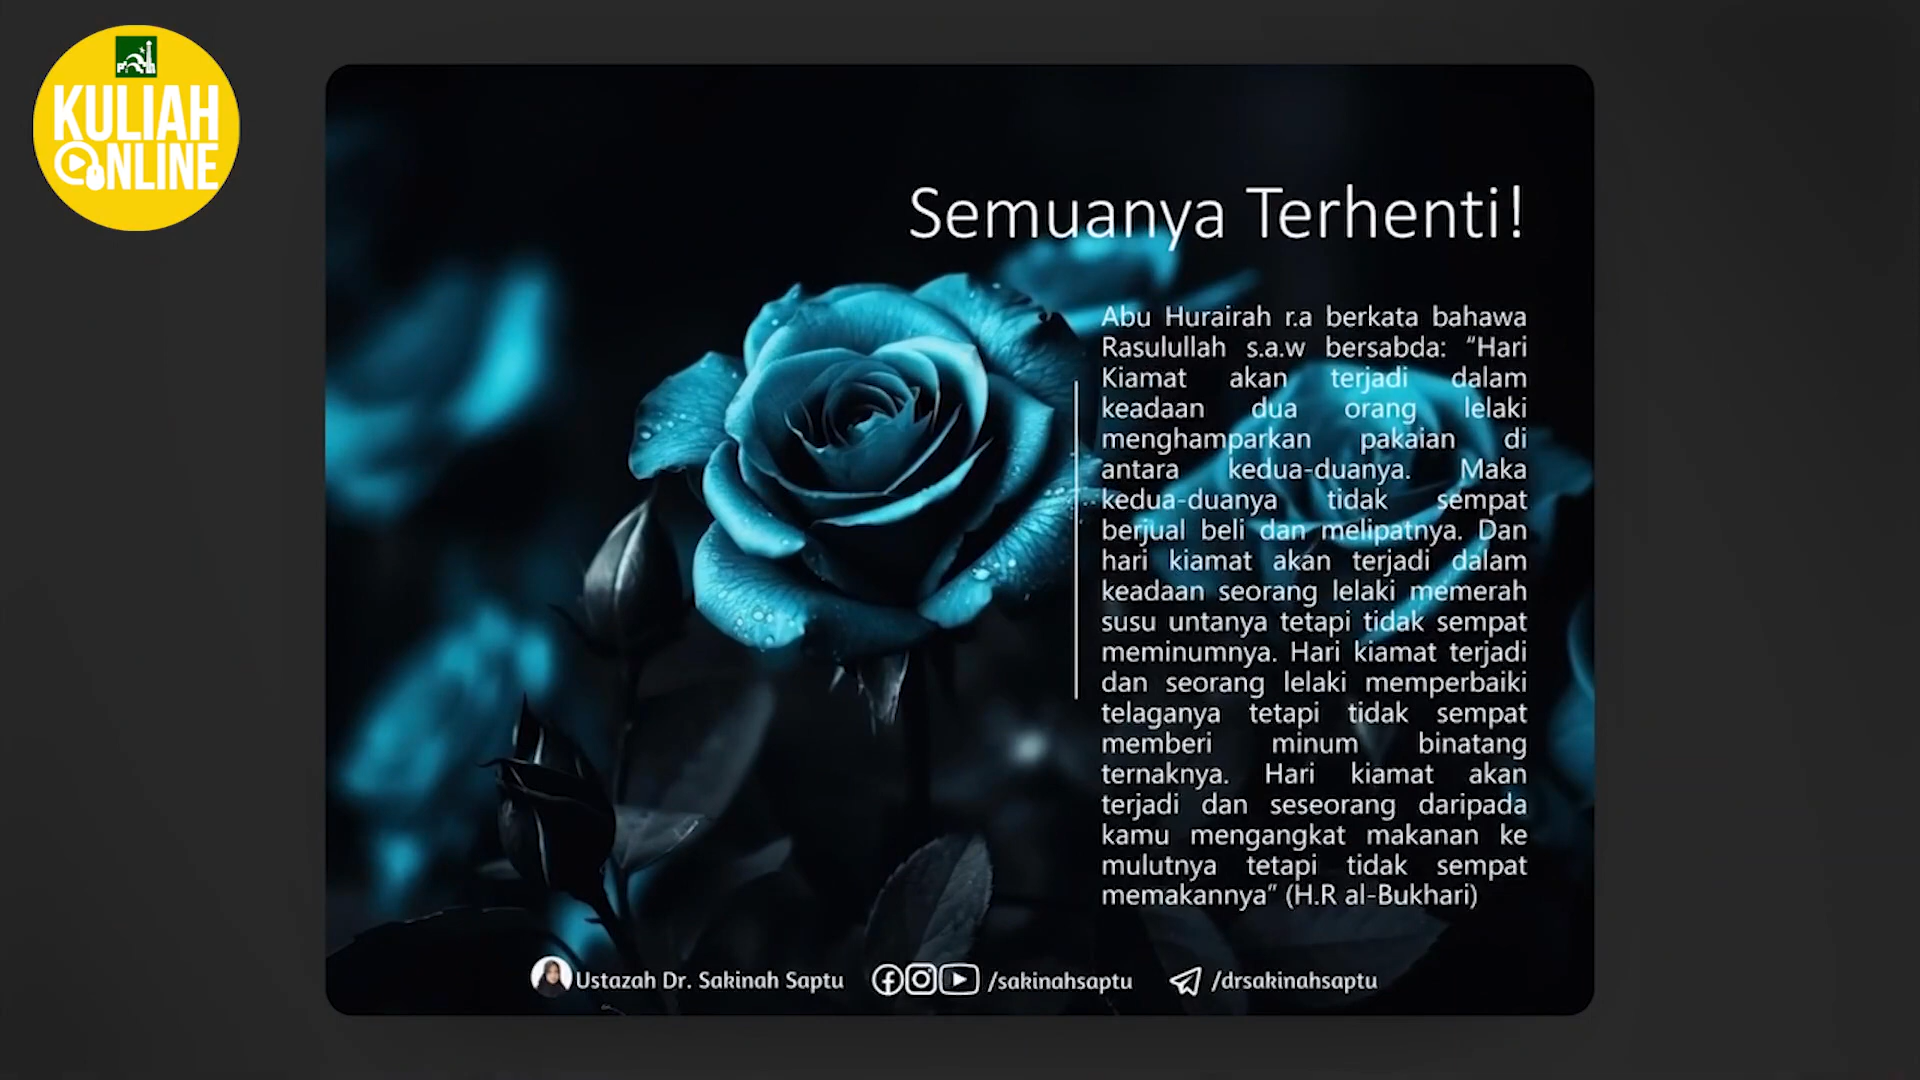 KULIAH
ONLINE
Semuanya Terhenti!
Abu Hurairah r.a berkata bahawa
Rasulullah s.a.w bersabda: “Hari
Kiamat akan terjadi dalam
keadaan dua orang lelaki
menghamparkan pakaian di
antara kedua-duanya. Maka
kedua-duanya tidak sempat
berjual beli dan melipatnya. Dan
hari kiamat akan terjadi dalam
keadaan seorang lelaki memerah
susu untanya tetapi tidak sempat
meminumnya. Hari kiamat terjadi
dan seorang lelaki memperbaiki
telaganya tetapi tidak sempat
memberi minum binatang
ternaknya. Hari kiamat akan
terjadi dan seseorang daripada
kamu mengangkat makanan ke
mulutnya tetapi tidak sempat
memakannya” (H.R al-Bukhari)
Ustazah Dr. Sakinah Saptu /sakinahsaptu /drsakinahsaptu